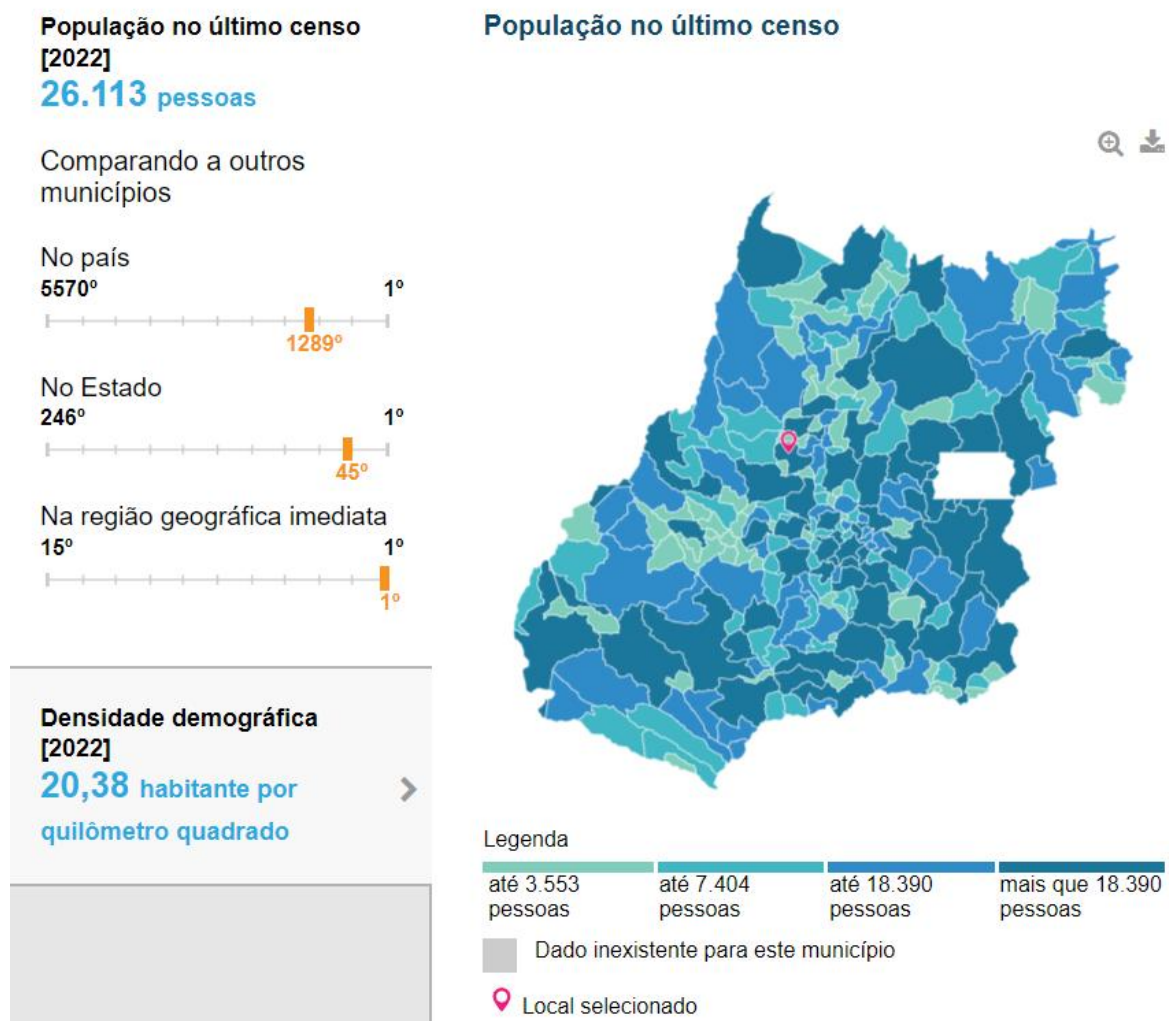 População no último censo
[2022]
26.113 pessoas
Comparando a outros
municípios
No país
5570º 1º
1289º
No Estado
246º 1º
45º
Na região geográfica imediata
15º 1º
1º
Densidade demográfica
[2022]
20,38 habitante por
quilômetro quadrado
População no último censo
Legenda
até 3.553
pessoas
até 7.404
pessoas
até 18.390
pessoas
mais que 18.390
pessoas
Dado inexistente para este município
Local selecionado